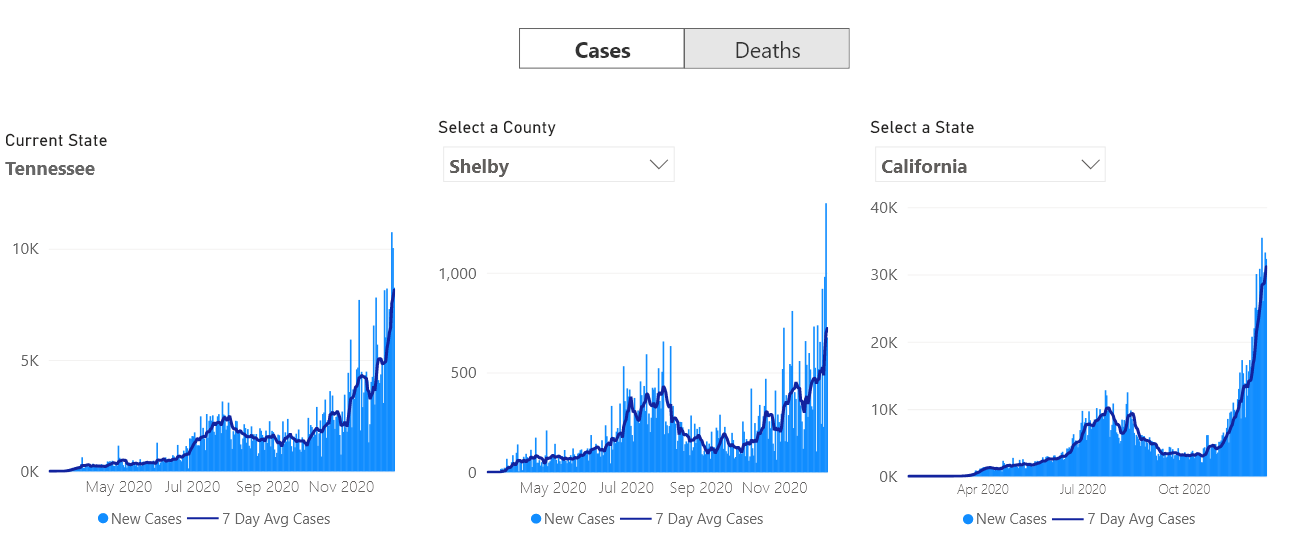 Cases Deaths
Current State
Tennessee
10K
5K
0K
May 2020 Jul 2020 Sep 2020 Nov 2020
New Cases 7 Day Avg Cases
Select a County
Shelby
1,000
500
0
May 2020 Jul 2020 Sep 2020 Nov 2020
New Cases 7 Day Avg Cases
Select a State
California
40K
30K
20K
10K
0K
Apr 2020 Jul 2020 Oct 2020
New Cases 7 Day Avg Cases